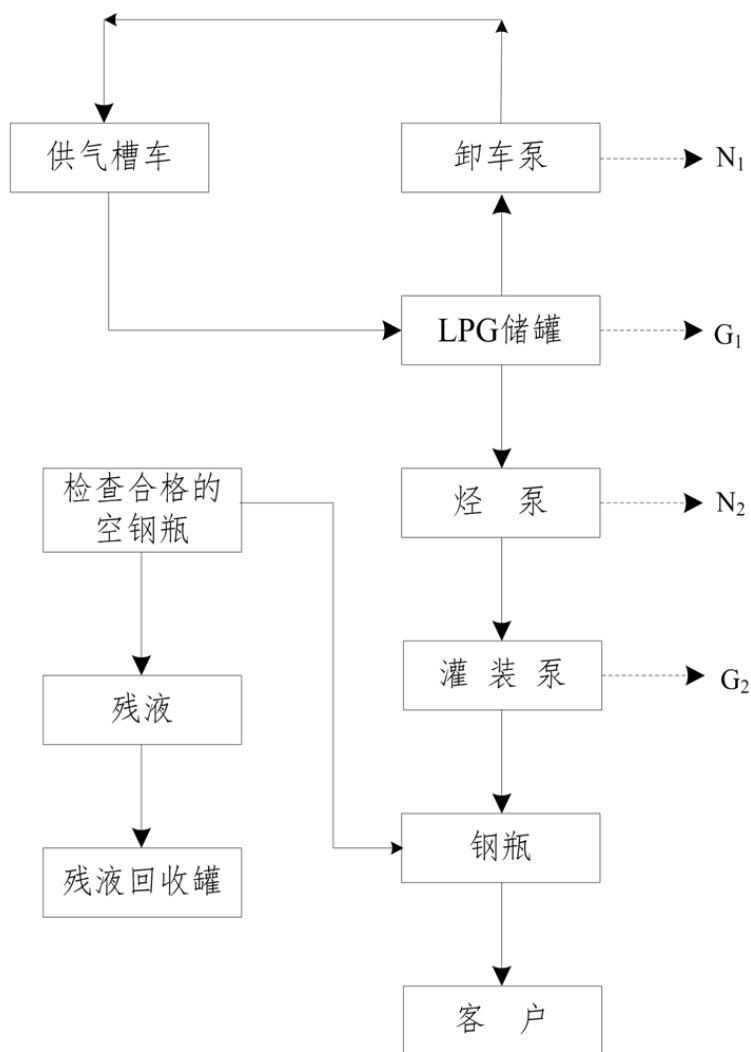 供气槽车
卸车泵
N₁
LPG储罐
G₁
检查合格的
空钢瓶
烃 泵
N₂
残液
灌 装 泵
G₂
残液回收罐
钢瓶
客 户